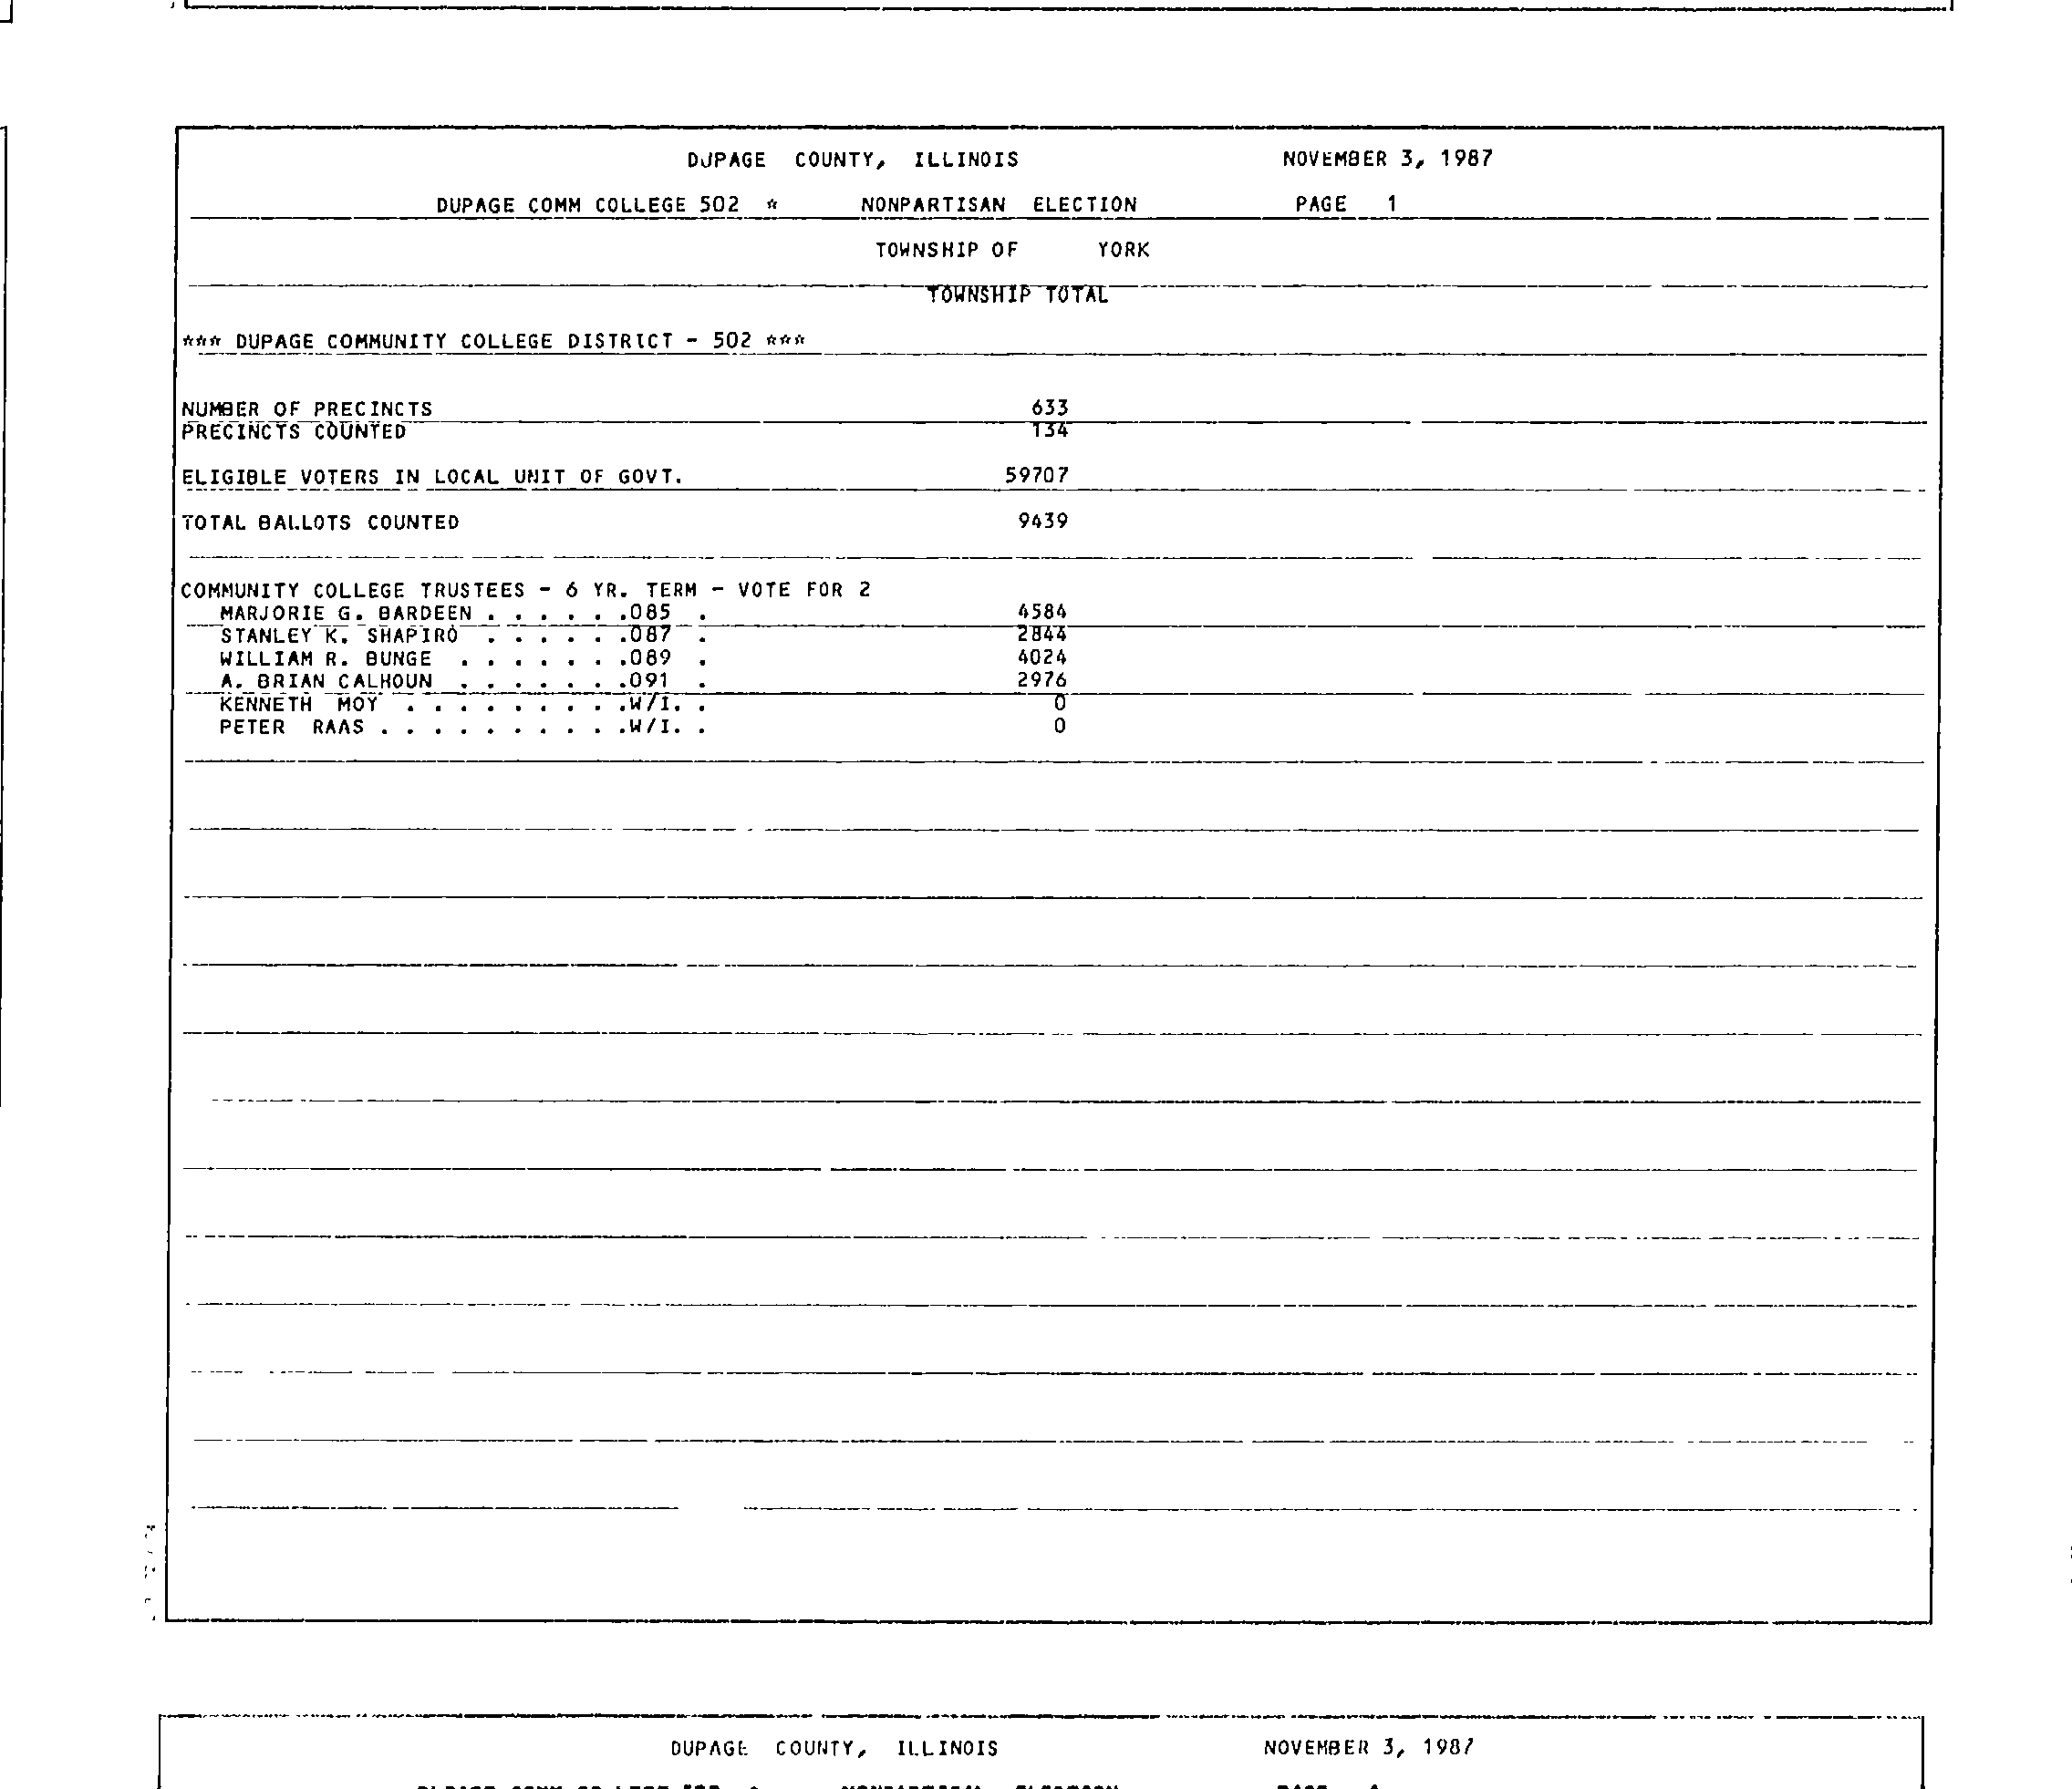 DUPAGE COUNTY, ILLINOIS NOVEMBER 3, 1987
DUPAGE COMM COLLEGE 502 * NONPARTISAN ELECTION PAGE 1
TOWNSHIP OF YORK
TOWNSHIP TOTAL
*** DUPAGE COMMUNITY COLLEGE DISTRICT - 502 ***
NUMBER OF PRECINCTS 633
PRECINCTS COUNTED 134
ELIGIBLE VOTERS IN LOCAL UNIT OF GOVT. 59707
TOTAL BALLOTS COUNTED 9439
COMMUNITY COLLEGE TRUSTEES - 6 YR. TERM - VOTE FOR 2
MARJORIE G. BARDEEN . . . . . .085 . 4584
STANLEY K. SHAPIRO . . . . . .087 . 2844
WILLIAM R. BUNGE . . . . . . .089 . 4024
A. BRIAN CALHOUN . . . . . . .091 . 2976
KENNETH MOY . . . . . . . . .W/I. . 0
PETER RAAS . . . . . . . . . .W/I. . 0
DUPAGE COUNTY, ILLINOIS NOVEMBER 3, 1987